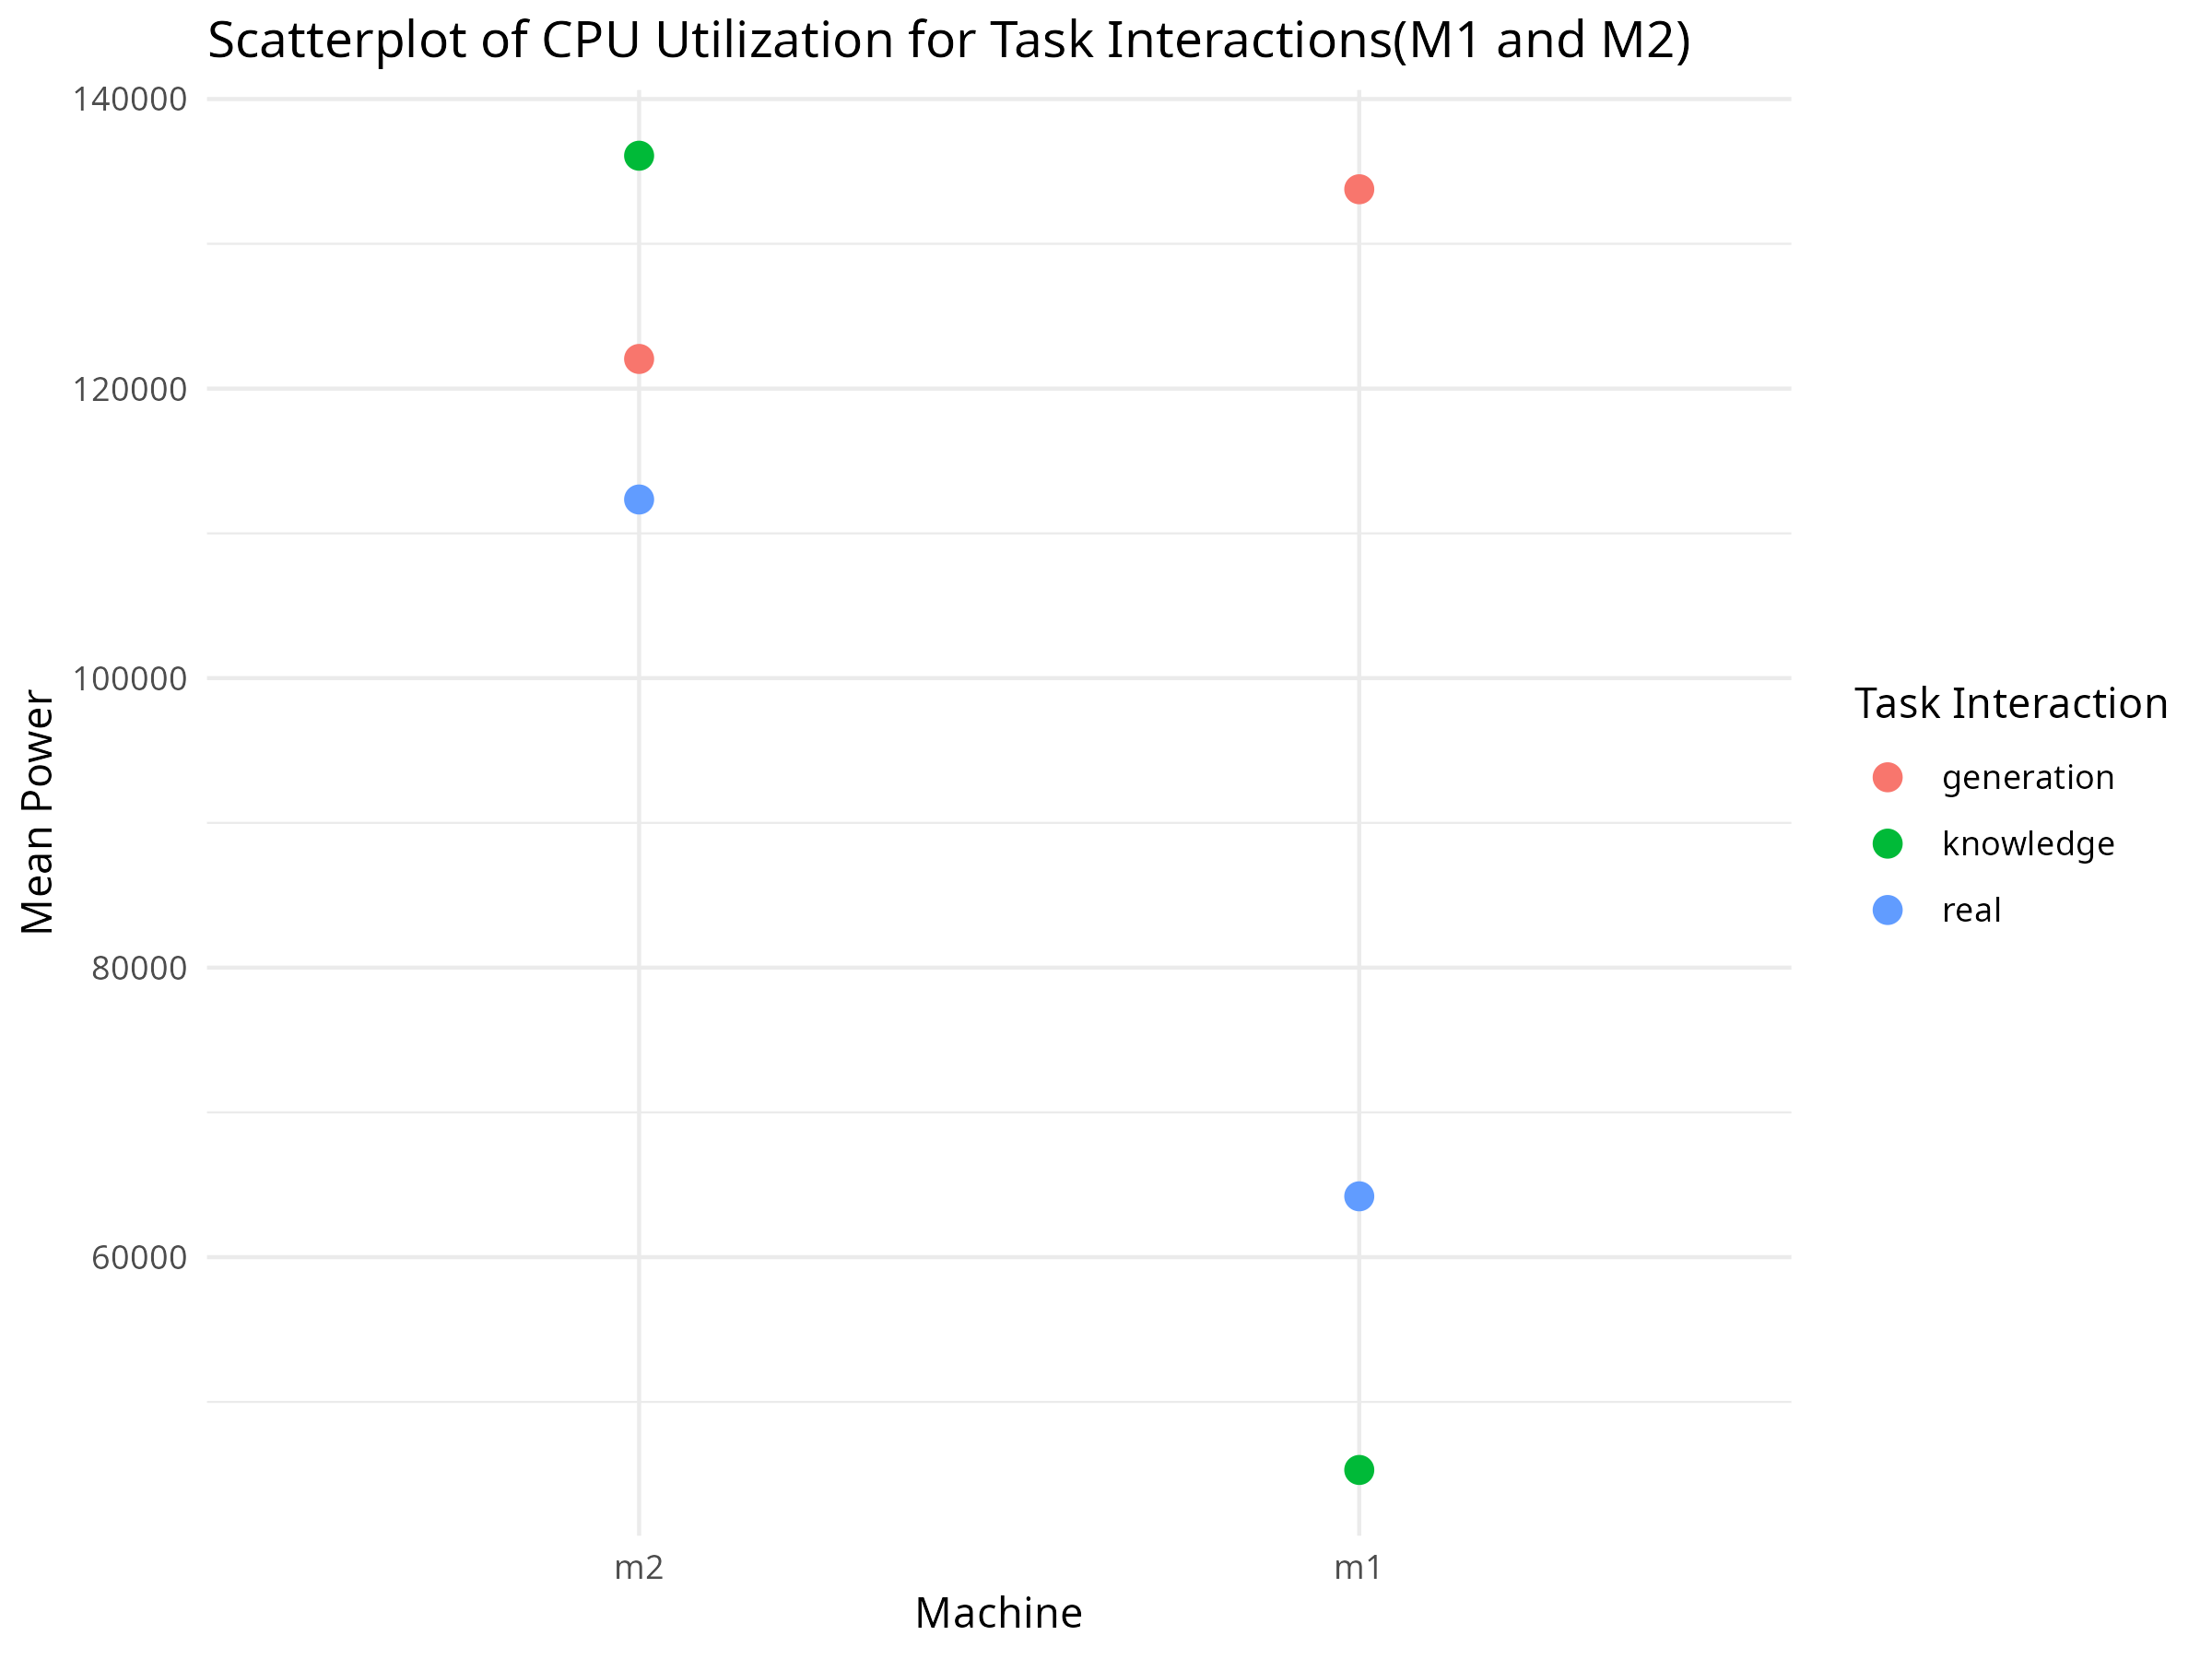 Scatterplot of CPU Utilization for Task Interactions(M1 and M2)
140000
120000
100000
80000
60000
Mean Power
m2
m1
Machine
Task Interaction
generation
knowledge
real